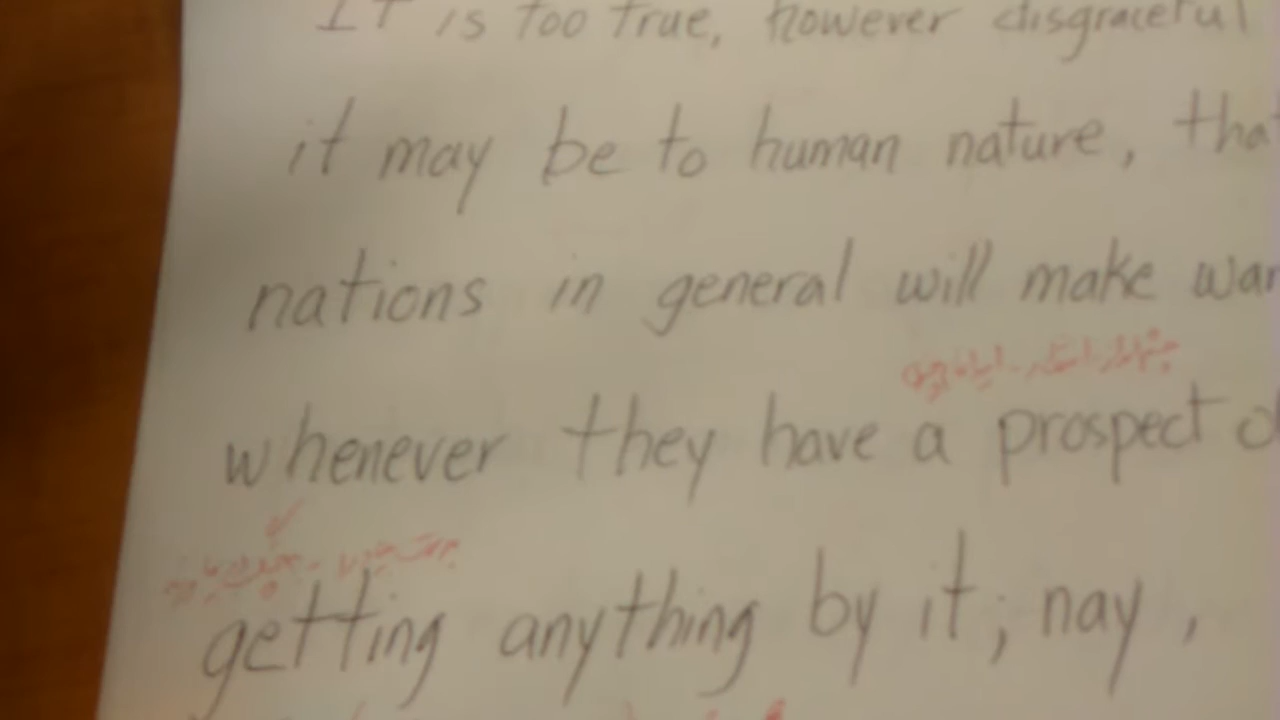 IT is too true, however disgraceful
it may be to human nature, that
nations in general will make war
whenever they have a prospect
getting anything by it; nay,